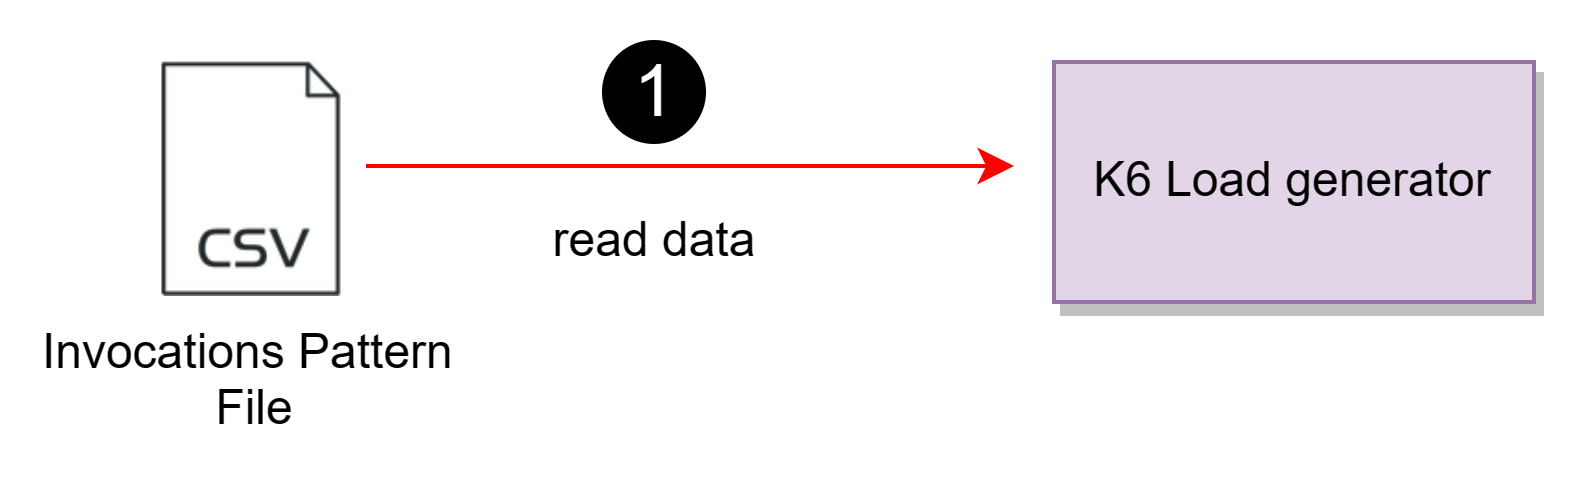 1
CSV
read data
K6 Load generator
Invocations Pattern
File